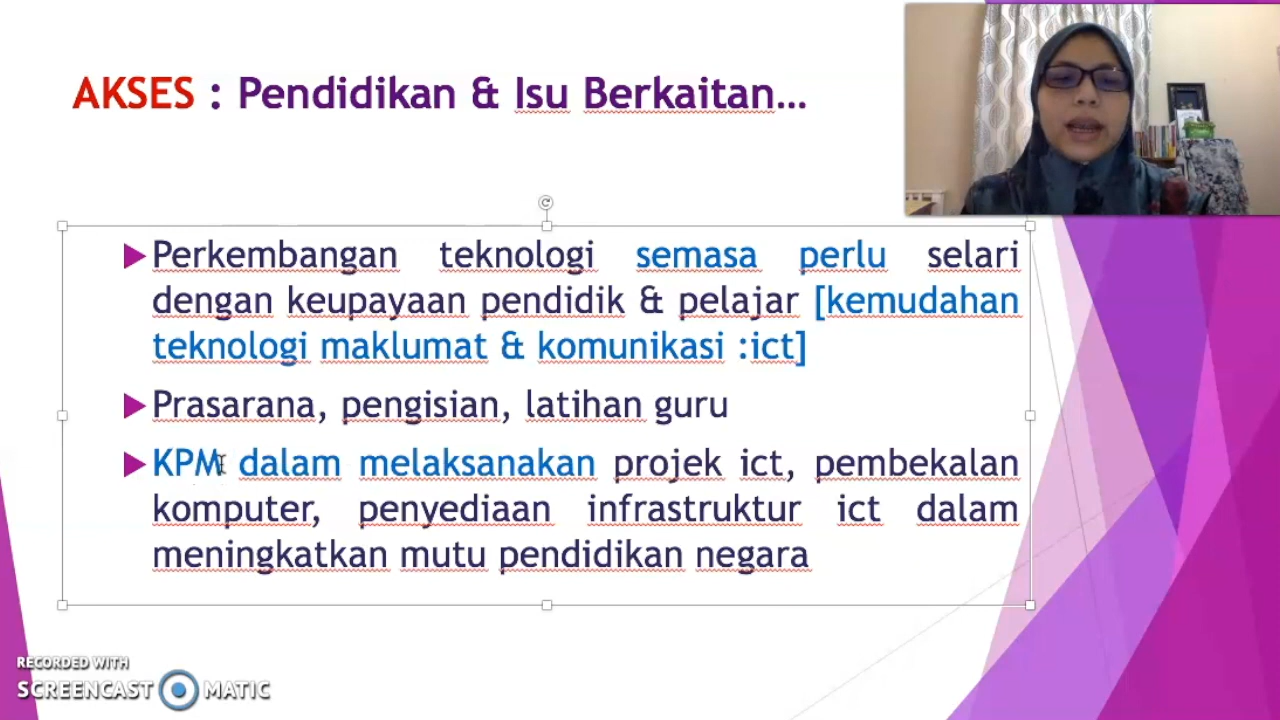 AKSES : Pendidikan & Isu Berkaitan...
Perkembangan teknologi semasa perlu selari
dengan keupayaan pendidik & pelajar [kemudahan
teknologi maklumat & komunikasi :ict]
Prasarana, pengisian, latihan guru
KPM dalam melaksanakan projek ict, pembekalan
komputer, penyediaan infrastruktur ict dalam
meningkatkan mutu pendidikan negara
RECORDED WITH
SCREENCAST MATIC